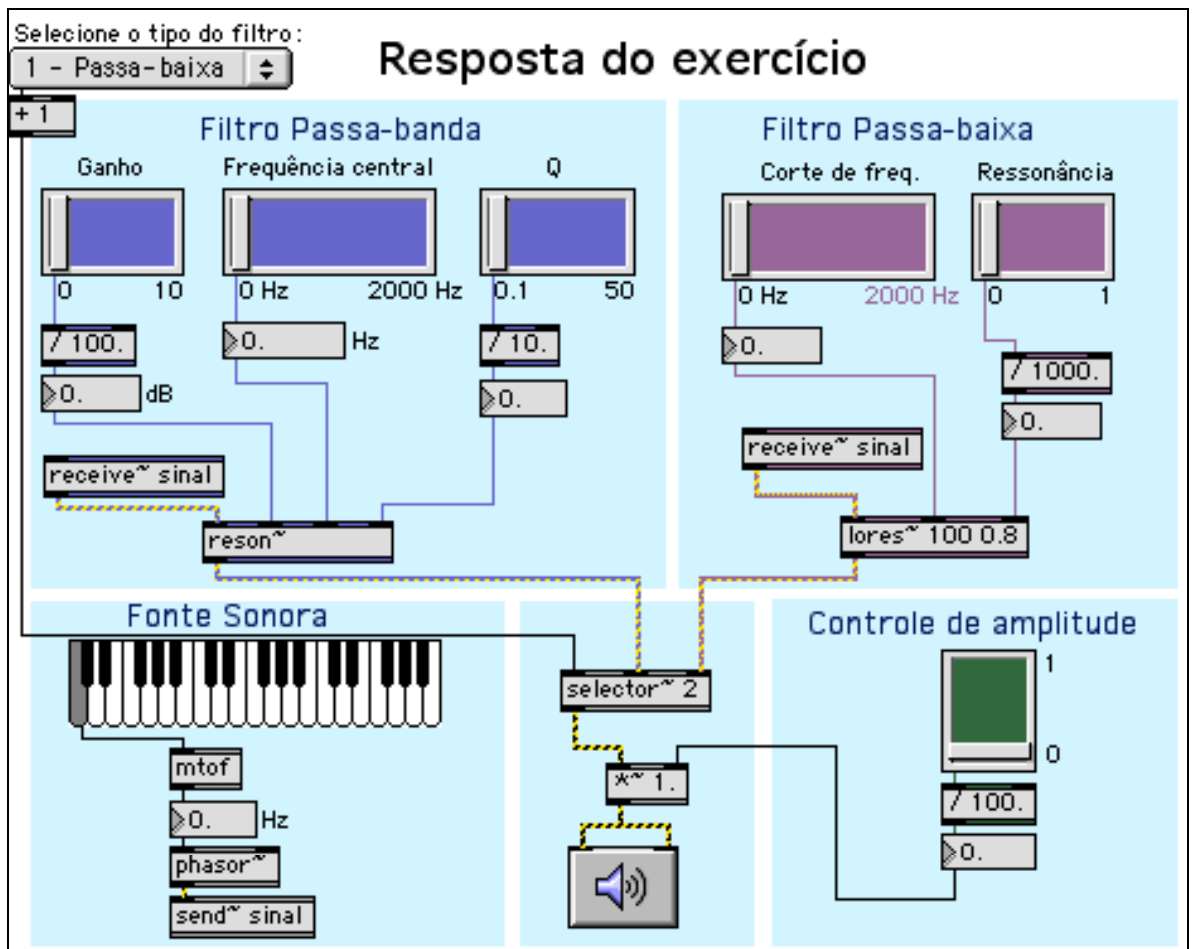 Selecione o tipo do filtro:
1 - Passa-baixa
Resposta do exercício
+ 1
Filtro Passa-banda
Ganho
Frequência central
Q
0
10
0 Hz
2000 Hz
0.1
50
/ 100.
0.
Hz
/ 10.
0.
dB
0.
receive~ sinal
reson~
Filtro Passa-baixa
Corte de freq.
Ressonância
0 Hz
2000 Hz
0
1
0.
/ 1000.
0.
receive~ sinal
lores~ 100 0.8
Fonte Sonora
mtof
0.
Hz
phasor~
send~ sinal
selector~ 2
*~ 1.
Controle de amplitude
1
0
/ 100.
0.